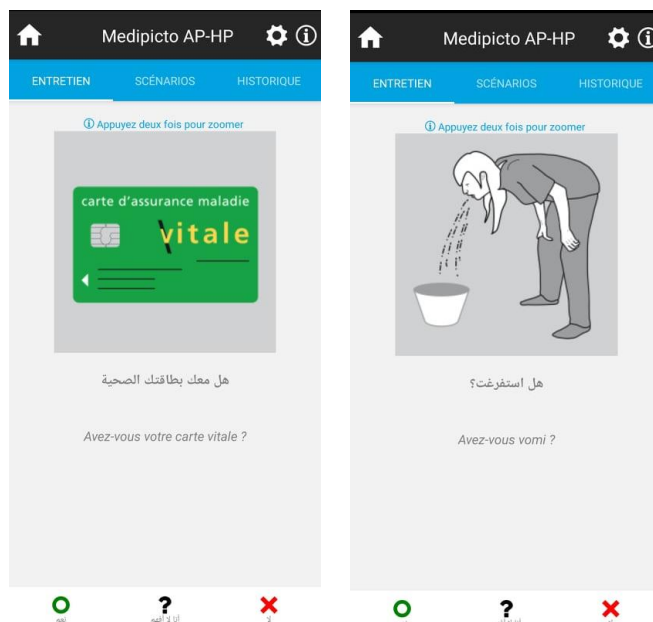 Medipicto AP-HP
ENTRETIEN SCÉNARIOS HISTORIQUE
Appuyez deux fois pour zoomer
carte d'assurance maladie
vitale
هل معك بطاقتك الصحية
Avez-vous votre carte vitale ?
نعم أنا لا أفهم لا
Medipicto AP-HP
ENTRETIEN SCÉNARIOS HISTORIQUE
Appuyez deux fois pour zoomer
هل استفرغت؟
Avez-vous vomi ?